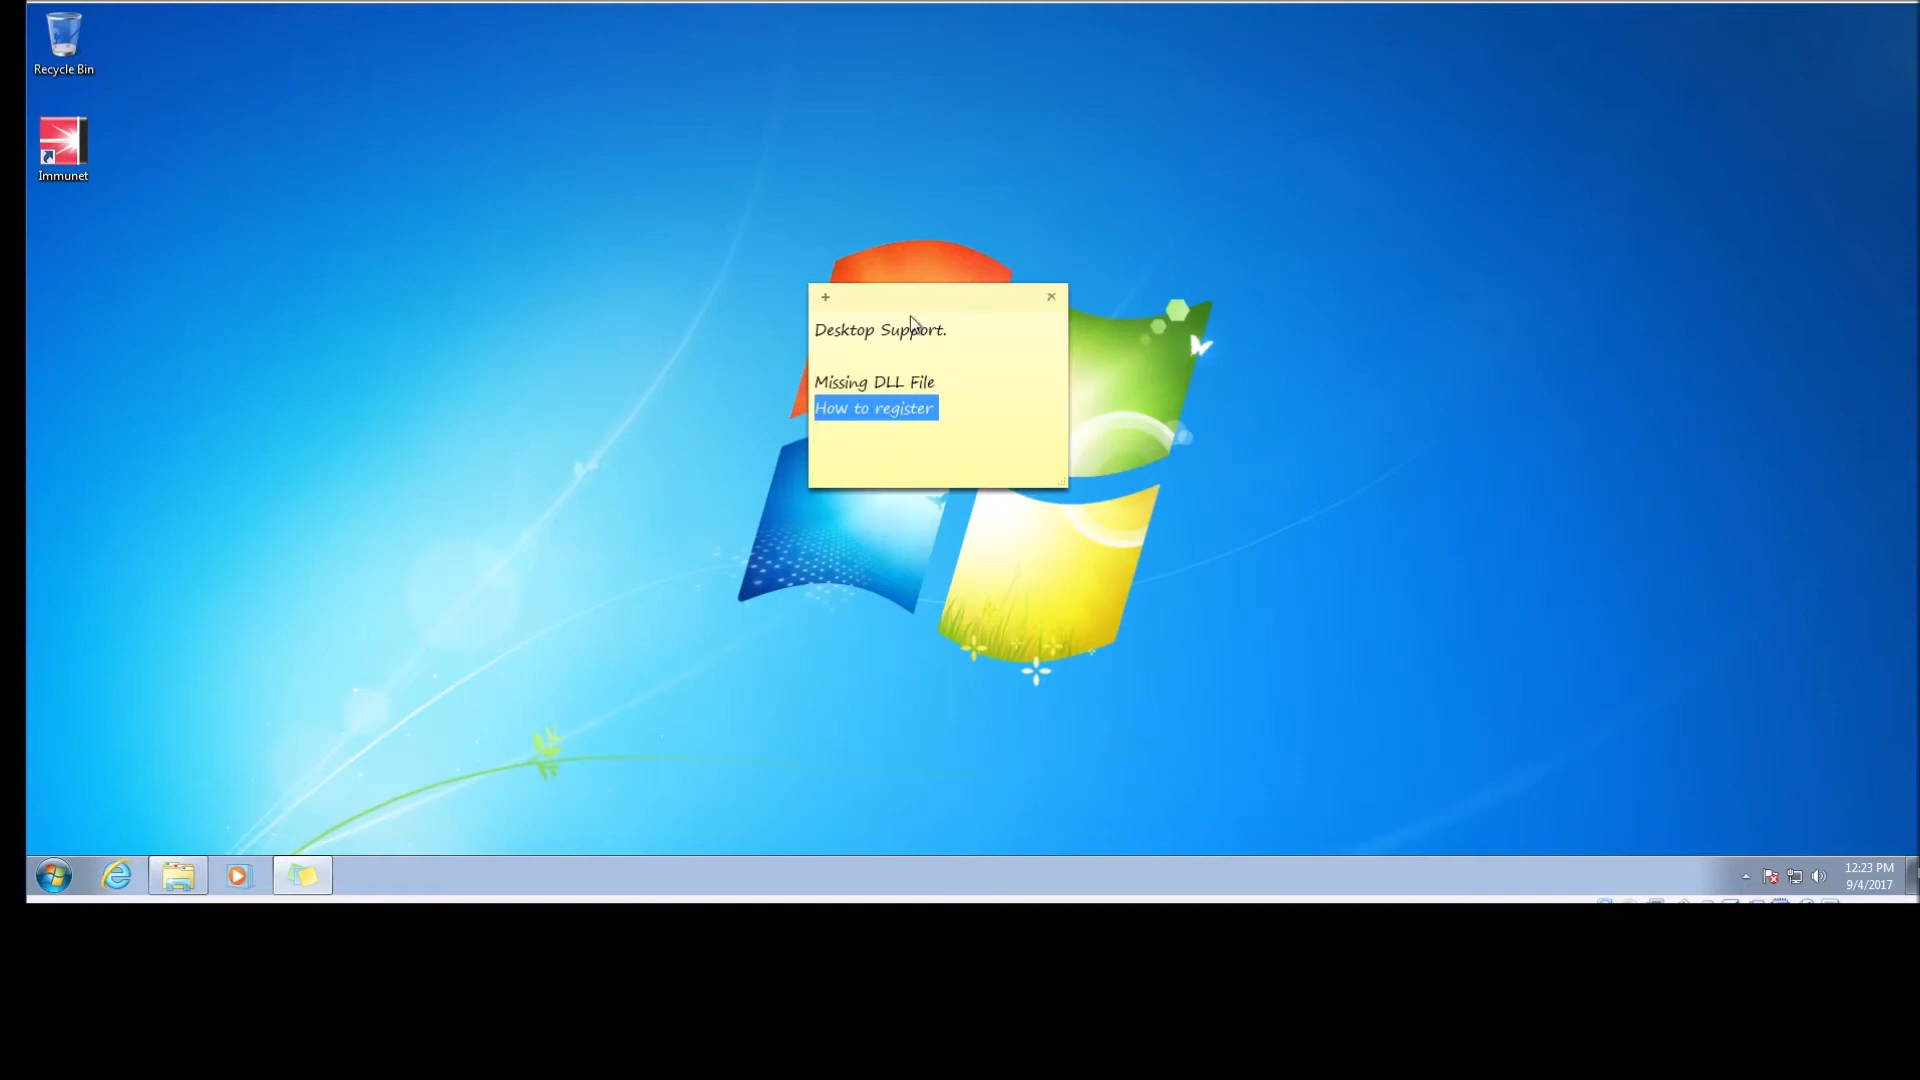 Recycle Bin
Immunet
Desktop Support.
Missing DLL File
How to register
12:23 PM
9/4/2017